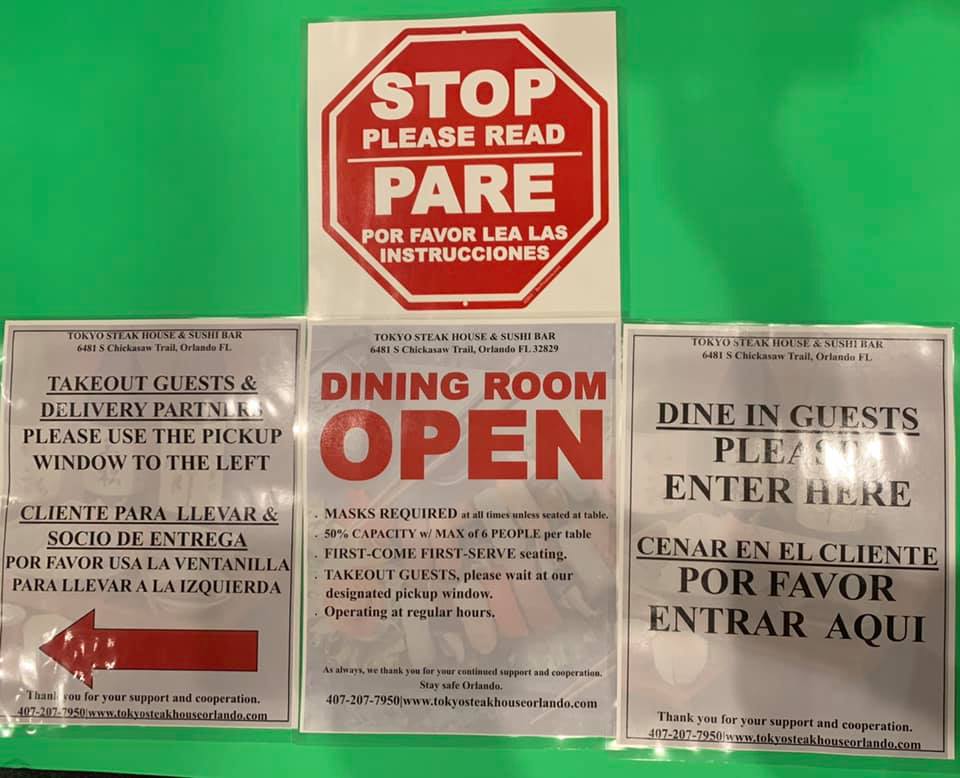 STOP
PLEASE READ
PARE
POR FAVOR LEA LAS
INSTRUCCIONES
TOKYO STEAK HOUSE & SUSHI BAR
6481 S Chickasaw Trail, Orlando FL
TAKEOUT GUESTS &
DELIVERY PARTNERS
PLEASE USE THE PICKUP
WINDOW TO THE LEFT
CLIENTE PARA LLEVAR &
SOCIO DE ENTREGA
POR FAVOR USA LA VENTANILLA
PARA LLEVAR A LA IZQUIERDA
Thank you for your support and cooperation.
407-207-7950|www.tokyosteakhouseorlando.com
TOKYO STEAK HOUSE & SUSHI BAR
6481 S Chickasaw Trail, Orlando FL 32829
DINING ROOM
OPEN
. MASKS REQUIRED at all times unless seated at table.
. 50% CAPACITY w/ MAX of 6 PEOPLE per table
. FIRST-COME FIRST-SERVE seating.
. TAKEOUT GUESTS, please wait at our
designated pickup window.
. Operating at regular hours.
As always, we thank you for your continued support and cooperation.
Stay safe Orlando.
407-207-7950|www.tokyosteakhouseorlando.com
TOKYO STEAK HOUSE & SUSHI BAR
6481 S Chickasaw Trail, Orlando FL
DINE IN GUESTS
PLEASE
ENTER HERE
CENAR EN EL CLIENTE
POR FAVOR
ENTRAR AQUI
Thank you for your support and cooperation.
407-207-7950|www.tokyosteakhouseorlando.com